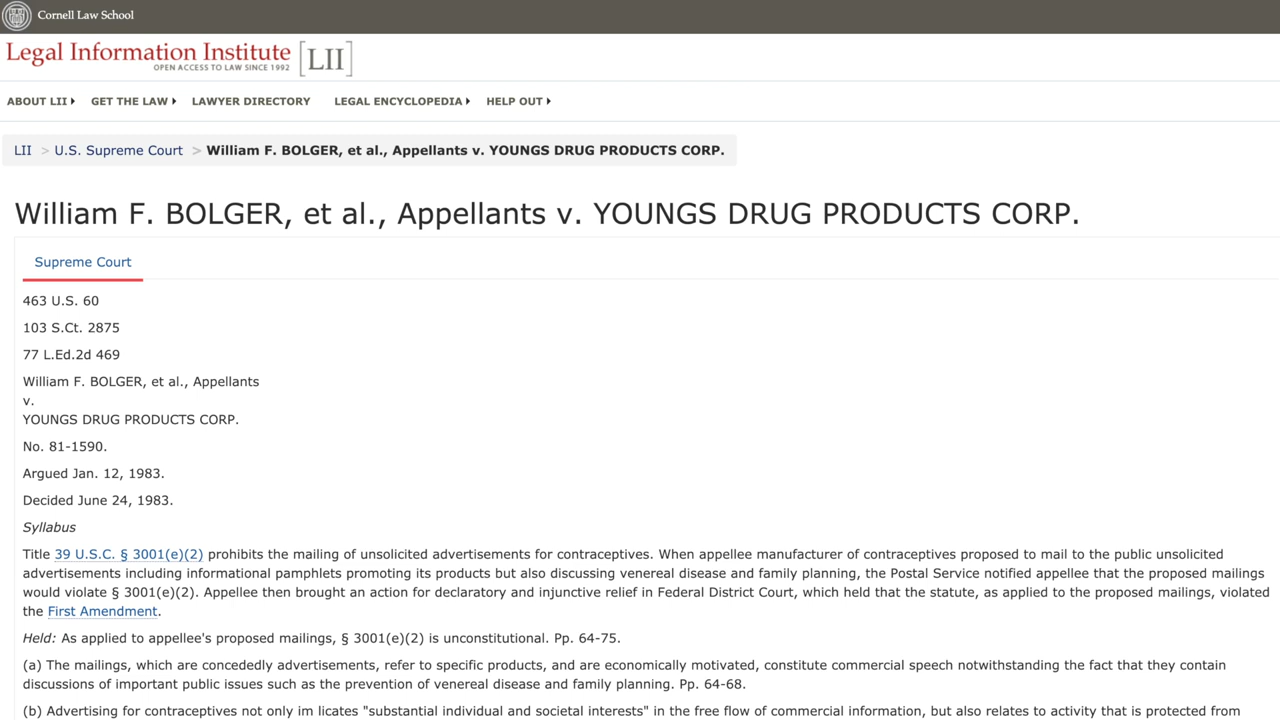 Cornell Law School
Legal Information Institute [LII]
OPEN ACCESS TO LAW SINCE 1992
ABOUT LII GET THE LAW LAWYER DIRECTORY LEGAL ENCYCLOPEDIA HELP OUT
LII > U.S. Supreme Court > William F. BOLGER, et al., Appellants v. YOUNGS DRUG PRODUCTS CORP.
William F. BOLGER, et al., Appellants v. YOUNGS DRUG PRODUCTS CORP.
Supreme Court
463 U.S. 60
103 S.Ct. 2875
77 L.Ed.2d 469
William F. BOLGER, et al., Appellants
v.
YOUNGS DRUG PRODUCTS CORP.
No. 81-1590.
Argued Jan. 12, 1983.
Decided June 24, 1983.
Syllabus
Title 39 U.S.C. § 3001(e)(2) prohibits the mailing of unsolicited advertisements for contraceptives. When appellee manufacturer of contraceptives proposed to mail to the public unsolicited
advertisements including informational pamphlets promoting its products but also discussing venereal disease and family planning, the Postal Service notified appellee that the proposed mailings
would violate § 3001(e)(2). Appellee then brought an action for declaratory and injunctive relief in Federal District Court, which held that the statute, as applied to the proposed mailings, violated
the First Amendment.
Held: As applied to appellee's proposed mailings, § 3001(e)(2) is unconstitutional. Pp. 64-75.
(a) The mailings, which are concededly advertisements, refer to specific products, and are economically motivated, constitute commercial speech notwithstanding the fact that they contain
discussions of important public issues such as the prevention of venereal disease and family planning. Pp. 64-68.
(b) Advertising for contraceptives not only im licates "substantial individual and societal interests" in the free flow of commercial information, but also relates to activity that is protected from